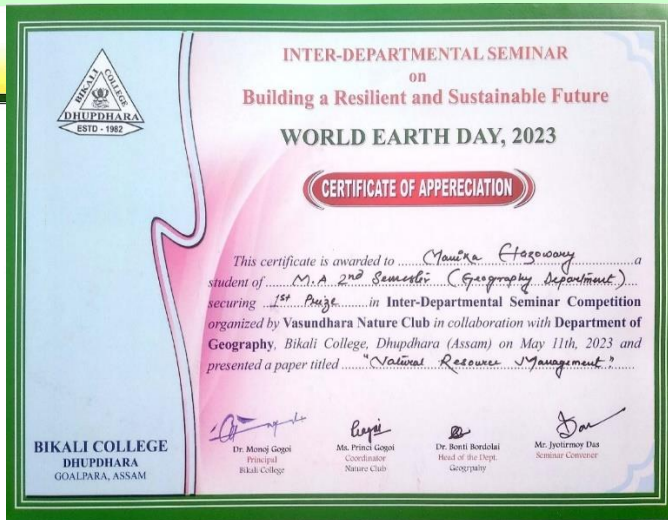 BIKALI COLLEGE
DHUPDHARA
ESTD - 1982
INTER-DEPARTMENTAL SEMINAR
on
Building a Resilient and Sustainable Future
WORLD EARTH DAY, 2023
CERTIFICATE OF APPERECIATION
This certificate is awarded to Manika a
student of M.A 2nd Semester (Geography Department)
securing 1st Prize in Inter-Departmental Seminar Competition
organized by Vasundhara Nature Club in collaboration with Department of
Geography, Bikali College, Dhupdhara (Assam) on May 11th, 2023 and
presented a paper titled "Natural Resource Management."
BIKALI COLLEGE
DHUPDHARA
GOALPARA, ASSAM
Dr. Monoj Gogoi
Principal
Bikali College
Ms. Princi Gogoi
Coordinator
Nature Club
Dr. Bonti Bordoloi
Head of the Dept.
Geogrpahy
Mr. Jyotirmoy Das
Seminar Convener